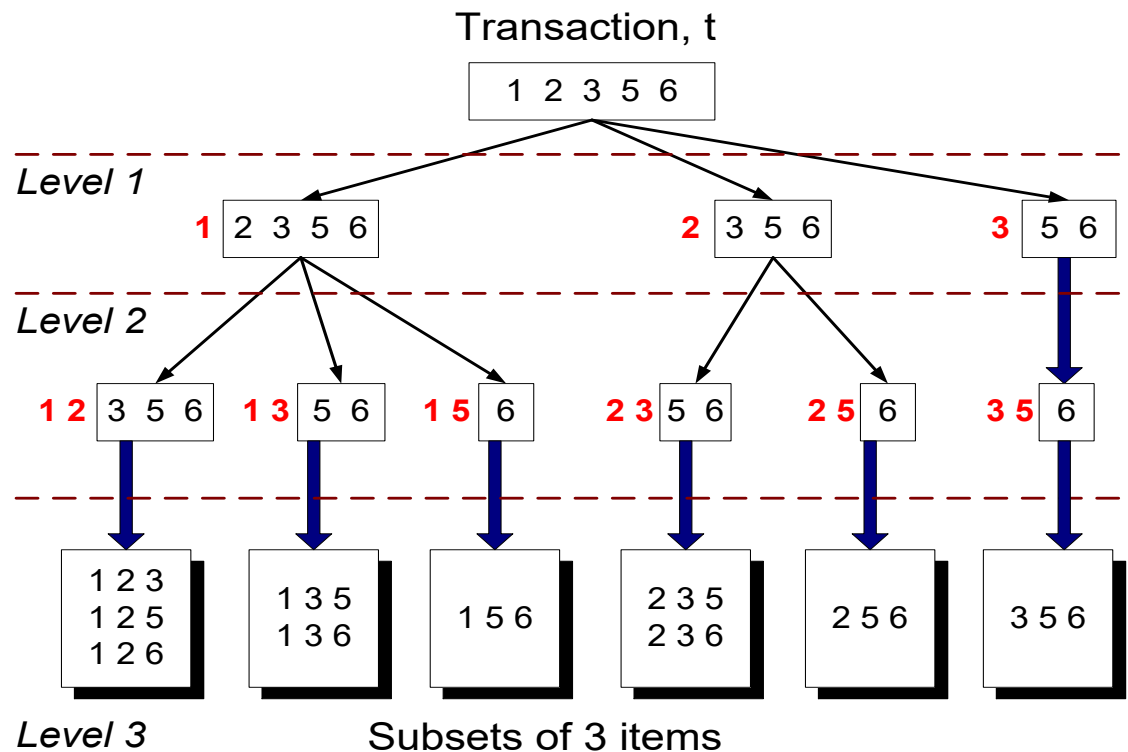 Transaction, t
1 2 3 5 6
Level 1
1 2 3 5 6
2 3 5 6
3 5 6
Level 2
1 2 3 5 6
1 3 5 6
1 5 6
2 3 5 6
2 5 6
3 5 6
1 2 3
1 2 5
1 2 6
1 3 5
1 3 6
1 5 6
2 3 5
2 3 6
2 5 6
3 5 6
Level 3
Subsets of 3 items